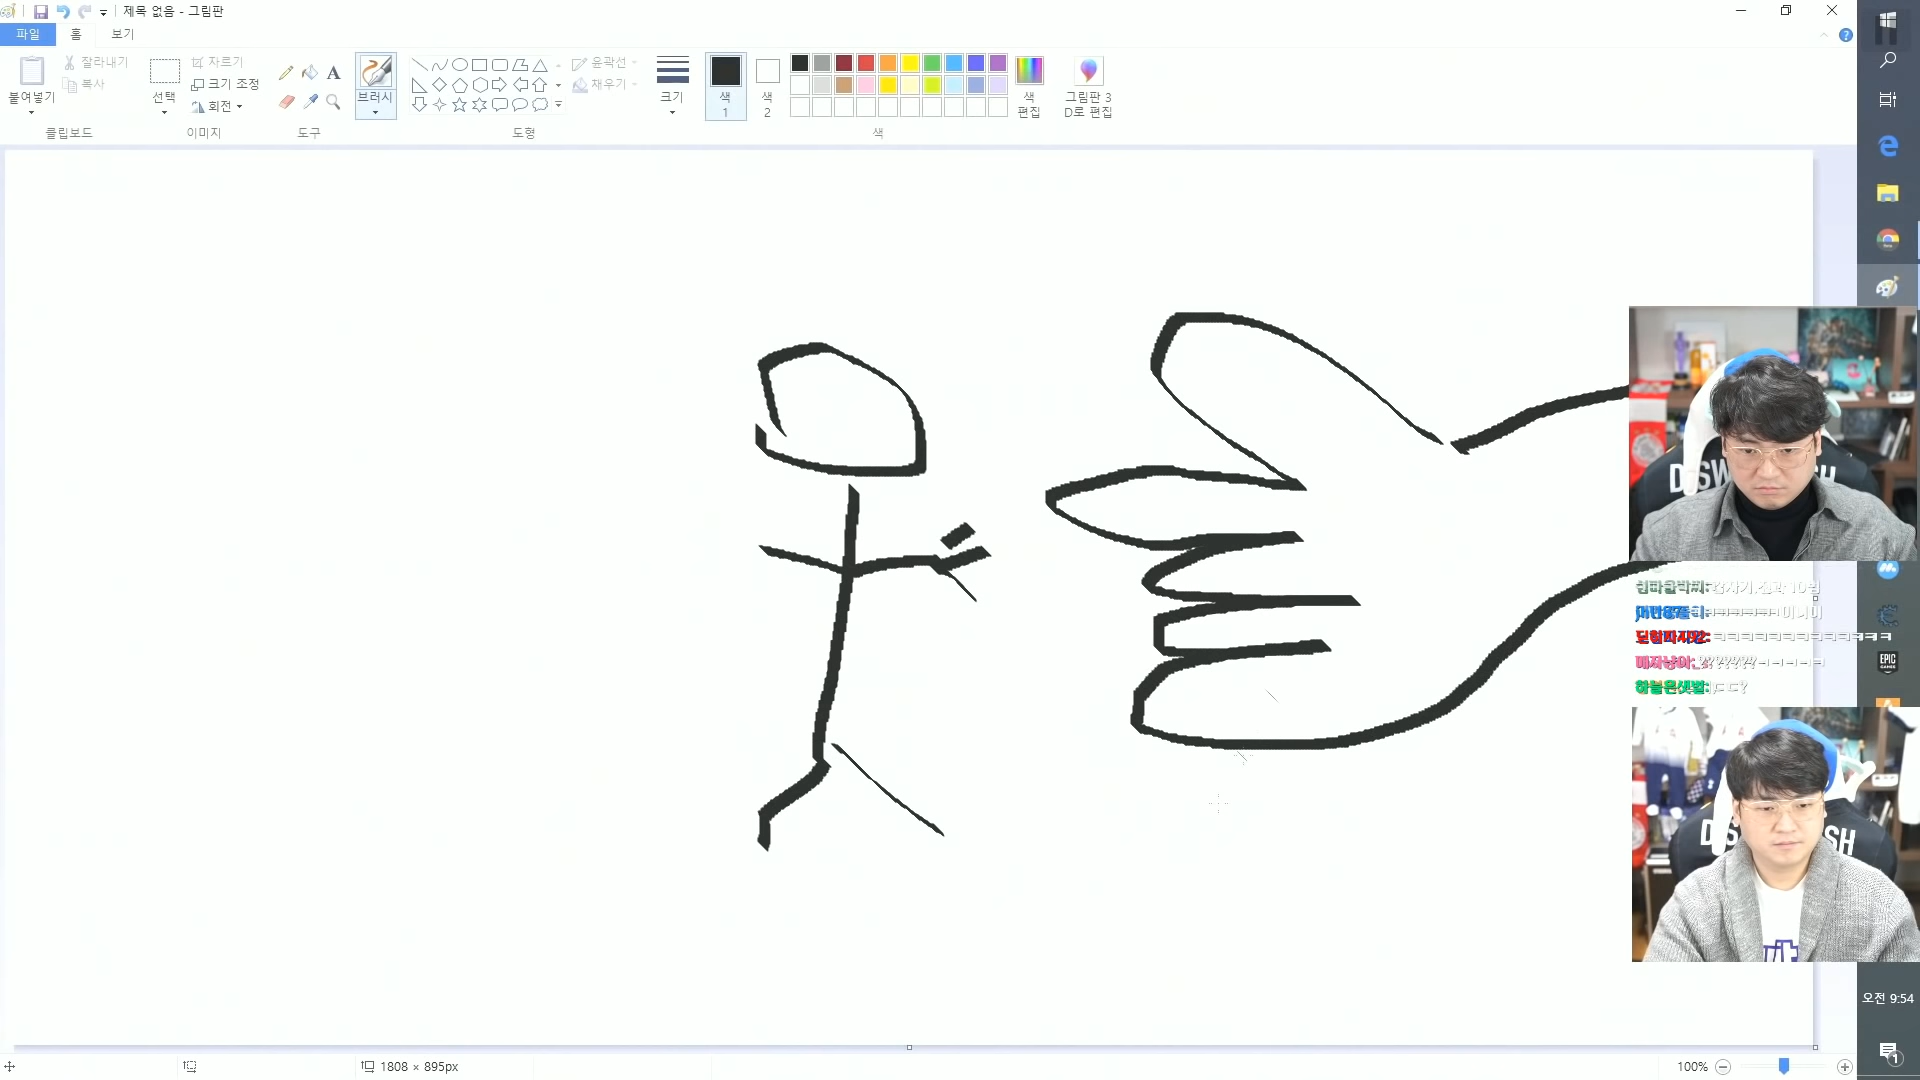 제목 없음 - 그림판
파일 홈 보기
붙여넣기
잘라내기
복사
클립보드
선택
자르기
크기 조정
회전
이미지
A
도구
브러시
윤곽선
채우기
도형
크기
색 1
색 2
색 편집
그림판 3D로 편집
색
EPIC GAMES
오전 9:54
1
1808 × 895px
100%